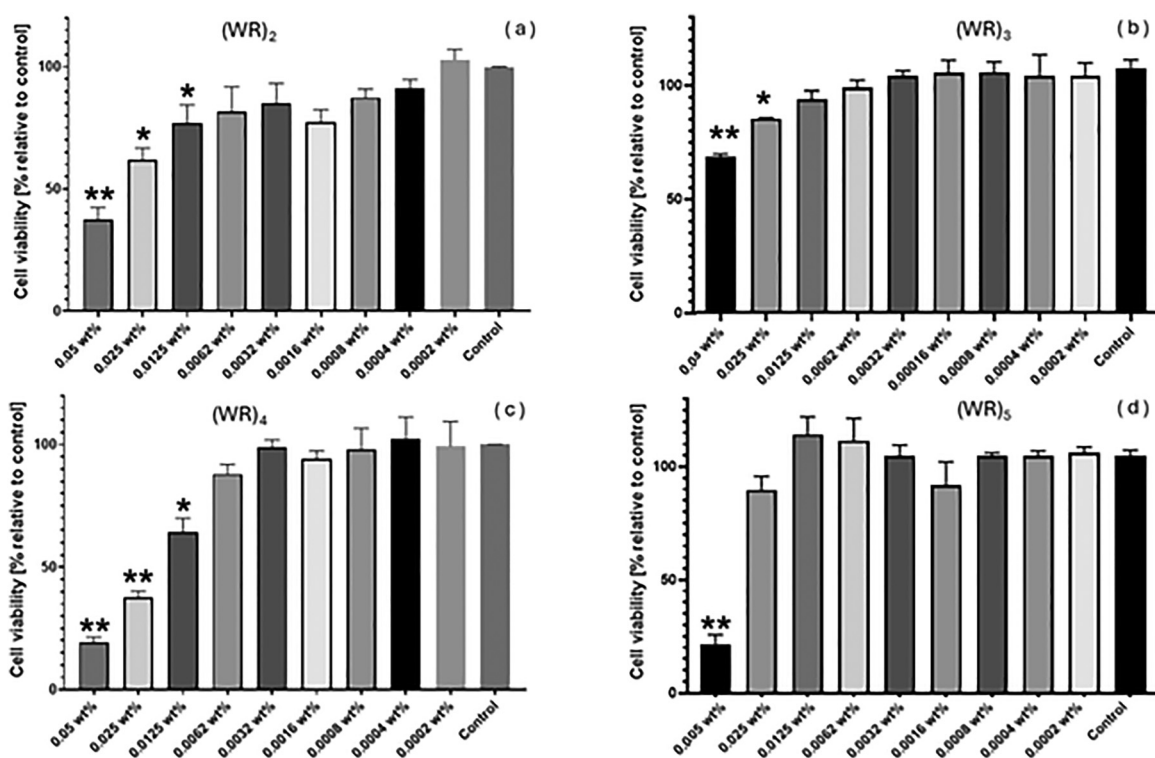 (WR)2
(a)
Cell viability [% relative to control]
100
50
0
**
*
*
0.05 wt%
0.025 wt%
0.0125 wt%
0.0062 wt%
0.0032 wt%
0.0016 wt%
0.0008 wt%
0.0004 wt%
0.0002 wt%
Control
(WR)3
(b)
Cell viability [% relative to control]
100
50
0
**
*
0.05 wt%
0.025 wt%
0.0125 wt%
0.0062 wt%
0.0032 wt%
0.00016 wt%
0.0008 wt%
0.0004 wt%
0.0002 wt%
Control
(WR)4
(c)
Cell viability [% relative to control]
100
50
0
**
**
*
0.05 wt%
0.025 wt%
0.0125 wt%
0.0062 wt%
0.0032 wt%
0.0016 wt%
0.0008 wt%
0.0004 wt%
0.0002 wt%
Control
(WR)5
(d)
Cell viability [% relative to control]
100
50
0
**
0.005 wt%
0.025 wt%
0.0125 wt%
0.0062 wt%
0.0032 wt%
0.0016 wt%
0.0008 wt%
0.0004 wt%
0.0002 wt%
Control